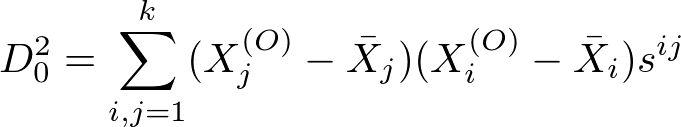 $D_0^2 = \sum_{i,j=1}^{k} (X_j^{(O)} - \bar{X}_j)(X_i^{(O)} - \bar{X}_i)s^{ij}$